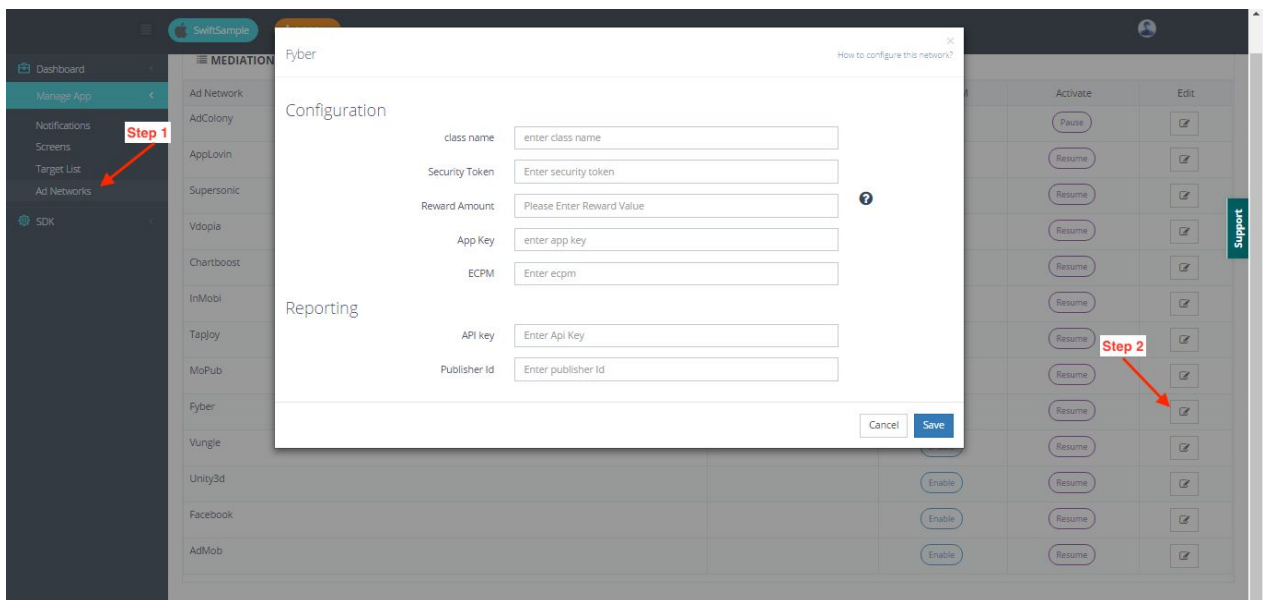 SwiftSample
Fyber
How to configure this network?
Dashboard
MEDIATION
Manage App
Ad Network
Activate
Edit
Configuration
Notifications
AdColony
Pause
Step 1
class name
enter class name
Screens
AppLovin
Resume
Target List
Security Token
Enter security token
Ad Networks
Supersonic
Resume
Reward Amount
Please Enter Reward Value
SDK
Vdopia
Resume
Support
App Key
enter app key
Chartboost
Resume
ECPM
Enter ecpm
InMobi
Resume
Reporting
TapJoy
API key
Enter Api Key
Resume
Step 2
MoPub
Publisher Id
Enter publisher Id
Resume
Fyber
Resume
Cancel
Save
Vungle
Resume
Unity3d
Enable
Resume
Facebook
Enable
Resume
AdMob
Enable
Resume